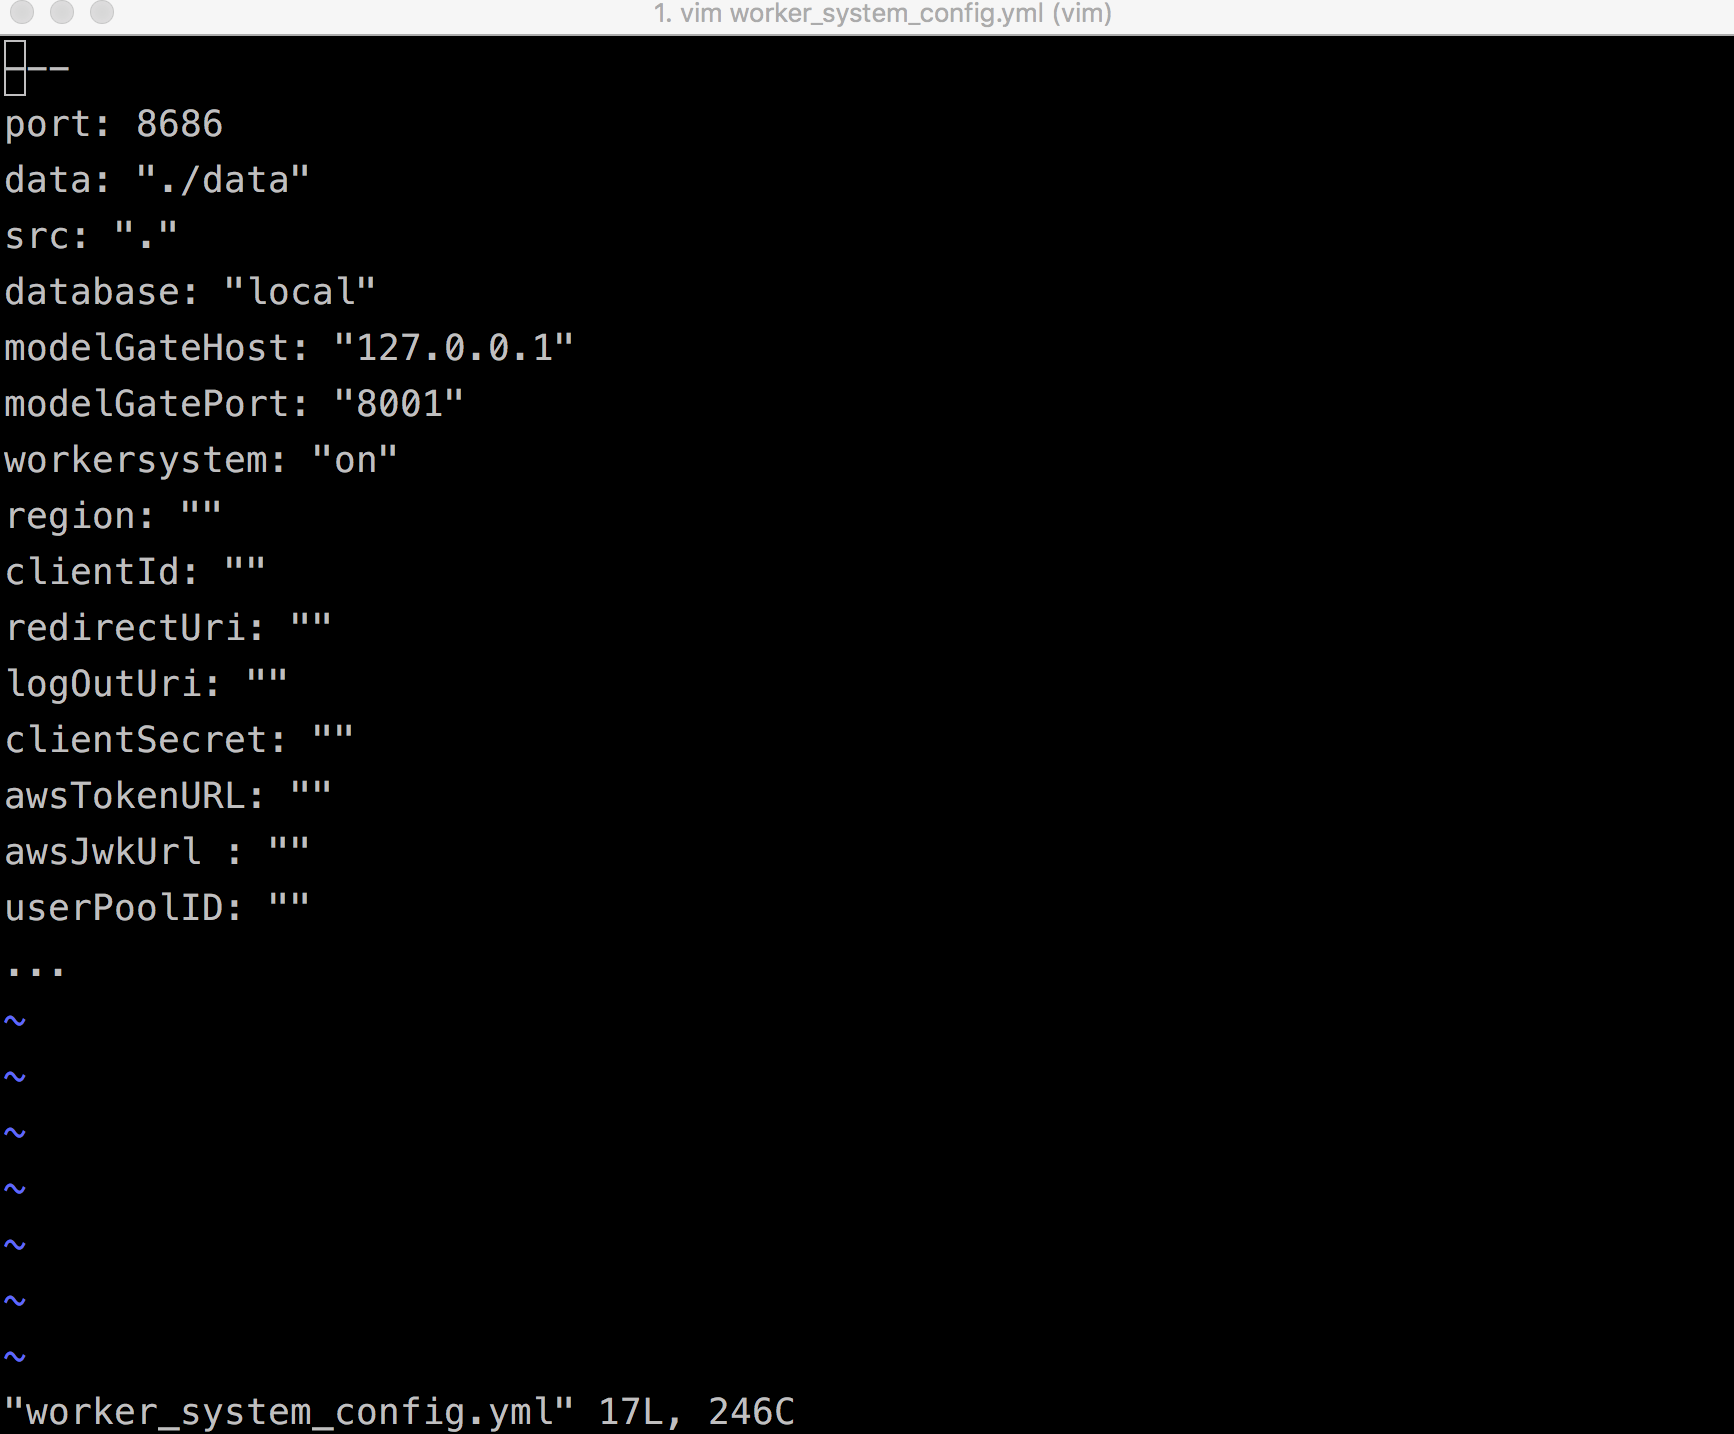 1. vim worker_system_config.yml (vim)
---
port: 8686
data: "./data"
src: "."
database: "local"
modelGateHost: "127.0.0.1"
modelGatePort: "8001"
workersystem: "on"
region: ""
clientId: ""
redirectUri: ""
logOutUri: ""
clientSecret: ""
awsTokenURL: ""
awsJwkUrl : ""
userPoolID: ""
...
~
~
~
~
~
~
~
"worker_system_config.yml" 17L, 246C